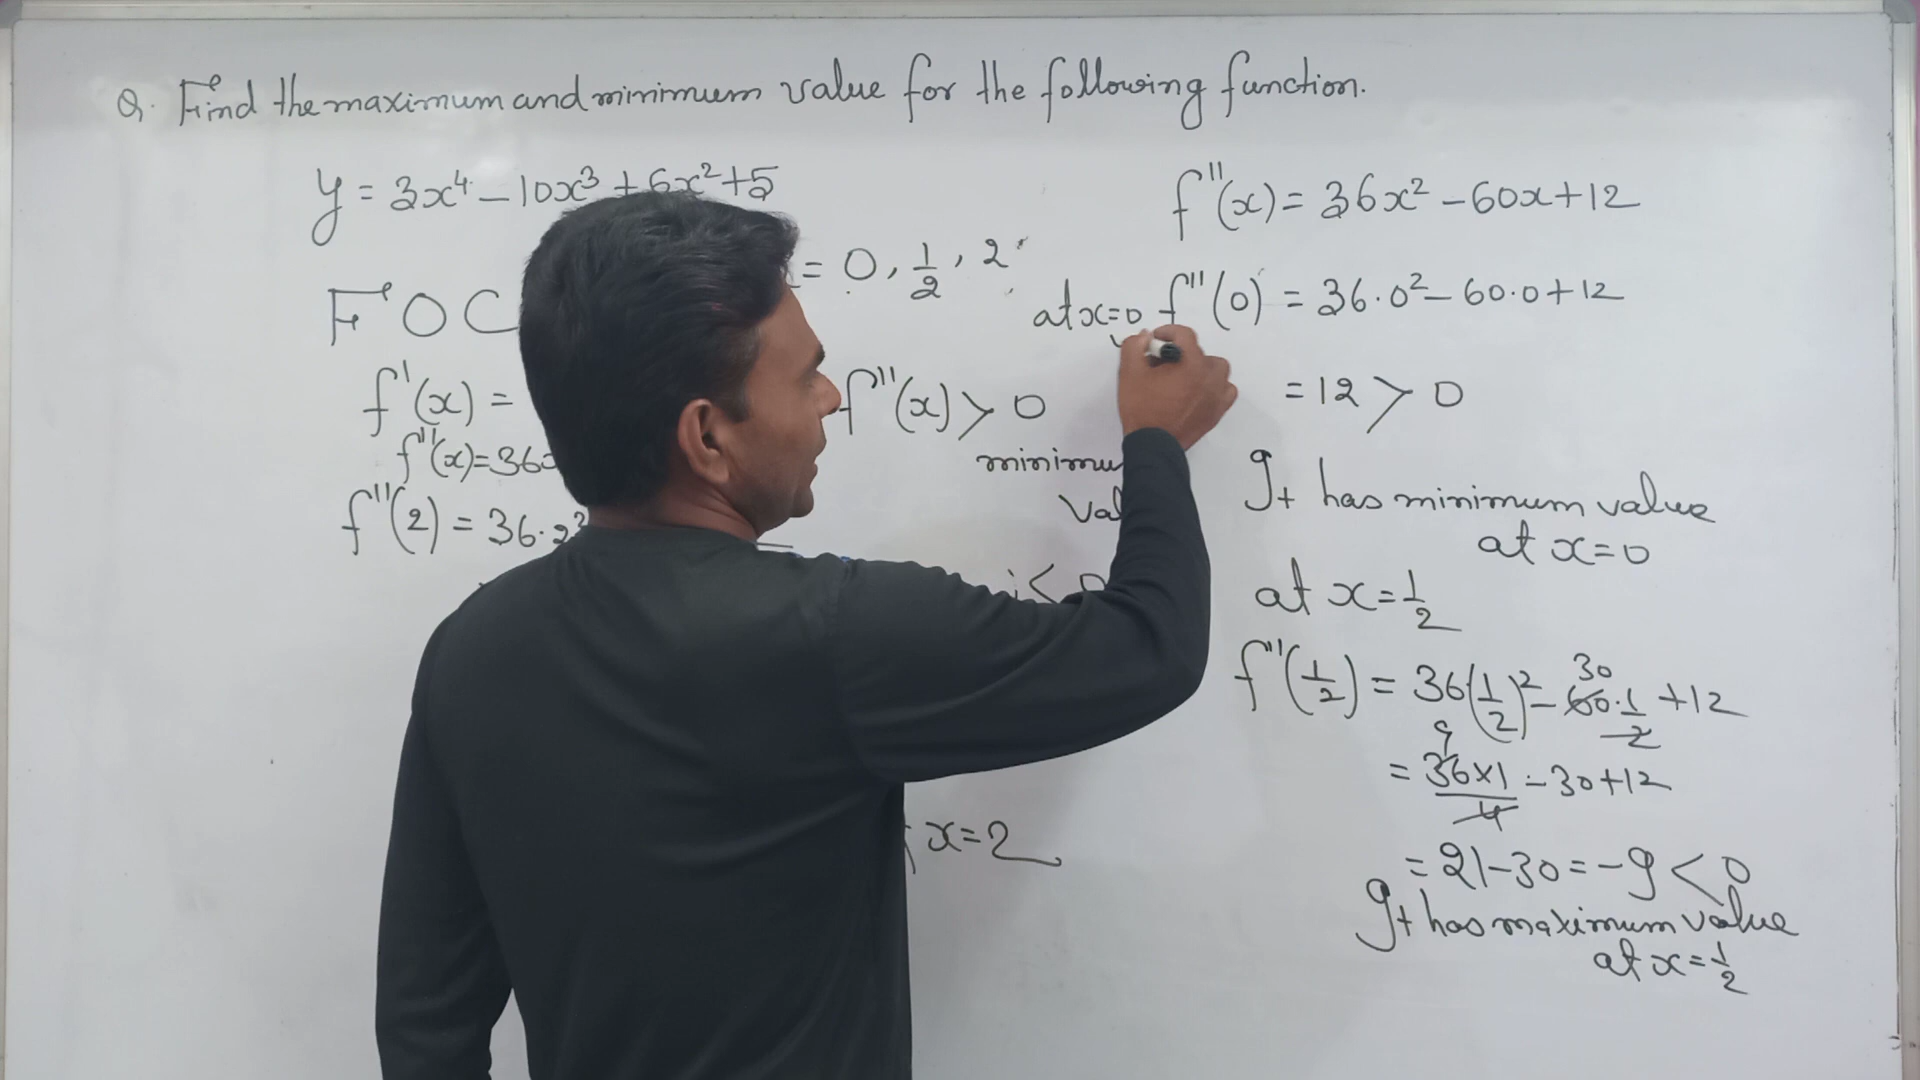 Q. Find the maximum and minimum value for the following function.
y = 3x⁴ – 10x³ + 6x² + 5
= 0, 1/2, 2
F O C
f'(x) =
f''(x) = 36
f''(2) = 36·2²
f''(x) > 0
minimu
Val
< 0
x = 2
f''(x) = 36x² – 60x + 12
at x=0 f''(0) = 36·0² – 60·0 + 12
= 12 > 0
It has minimum value
at x = 0
at x = 1/2
f''(1/2) = 36(1/2)² – 60·1/2 + 12
30
9
= 36×1/4 – 30 + 12
= 21 – 30 = – 9 < 0
It has maximum value
at x = 1/2